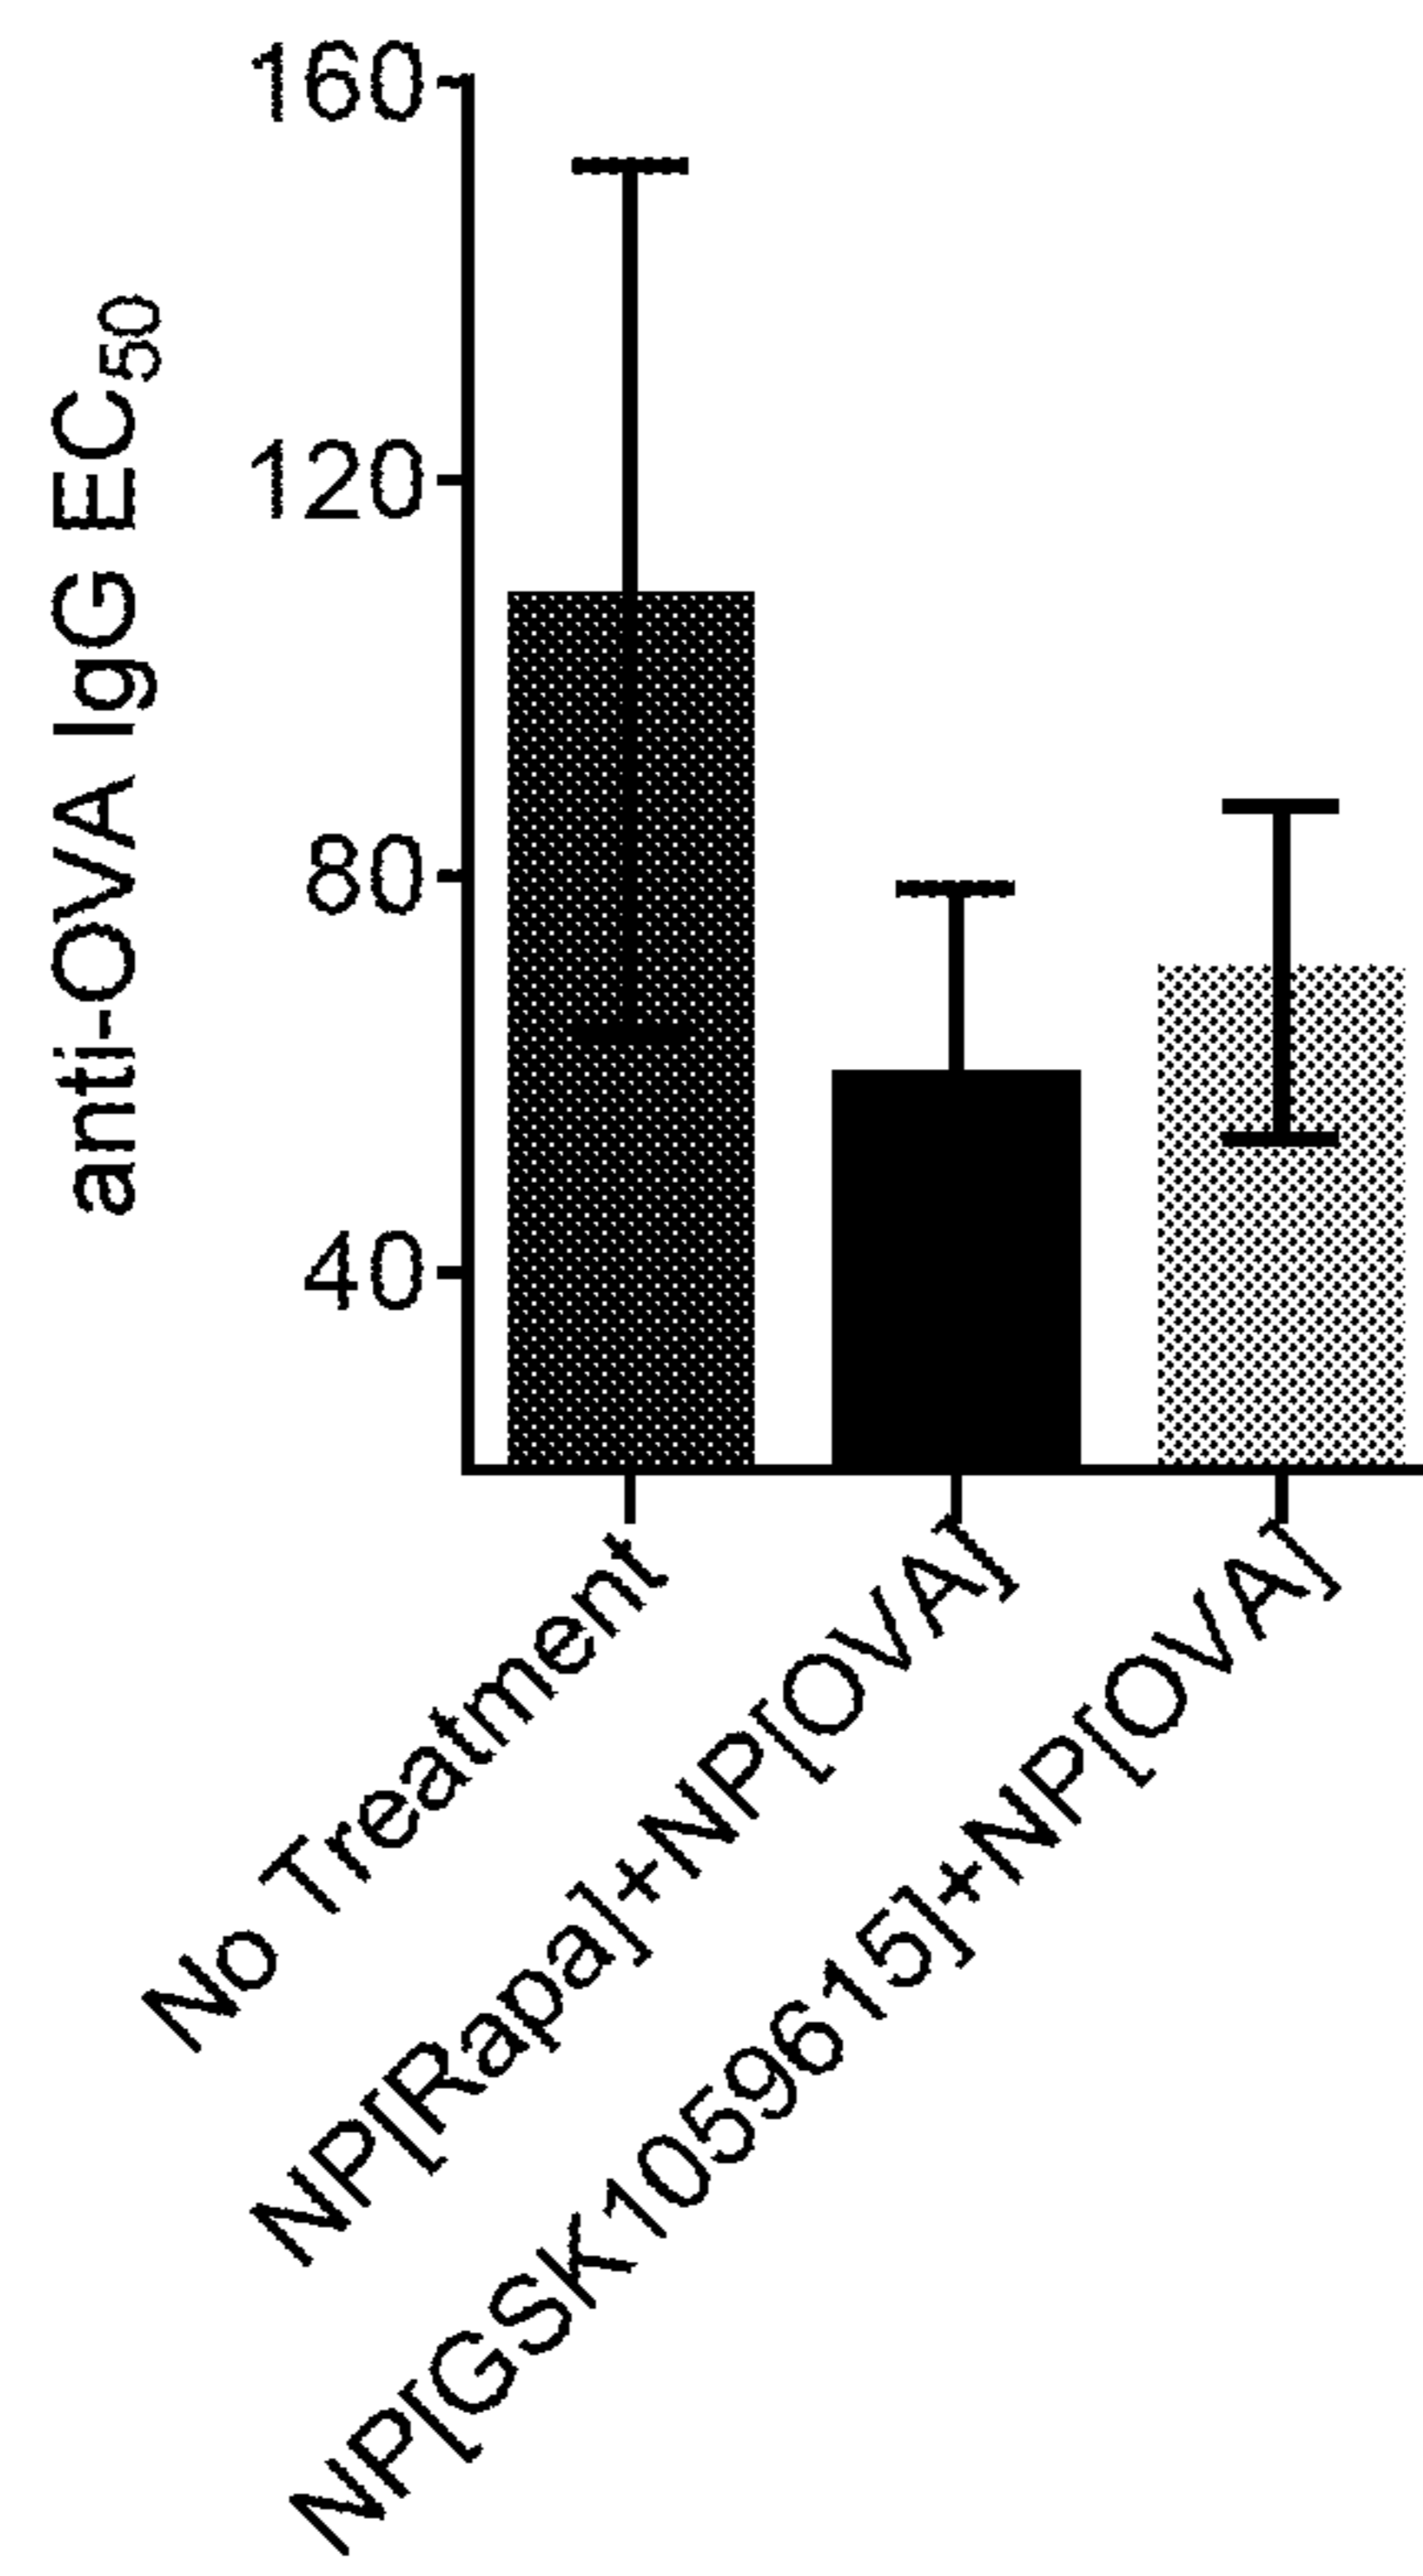 anti-OVA IgG EC50
160
120
80
40
No Treatment
NP[Rapa]+NP[OVA]
NP[GSK1059615]+NP[OVA]